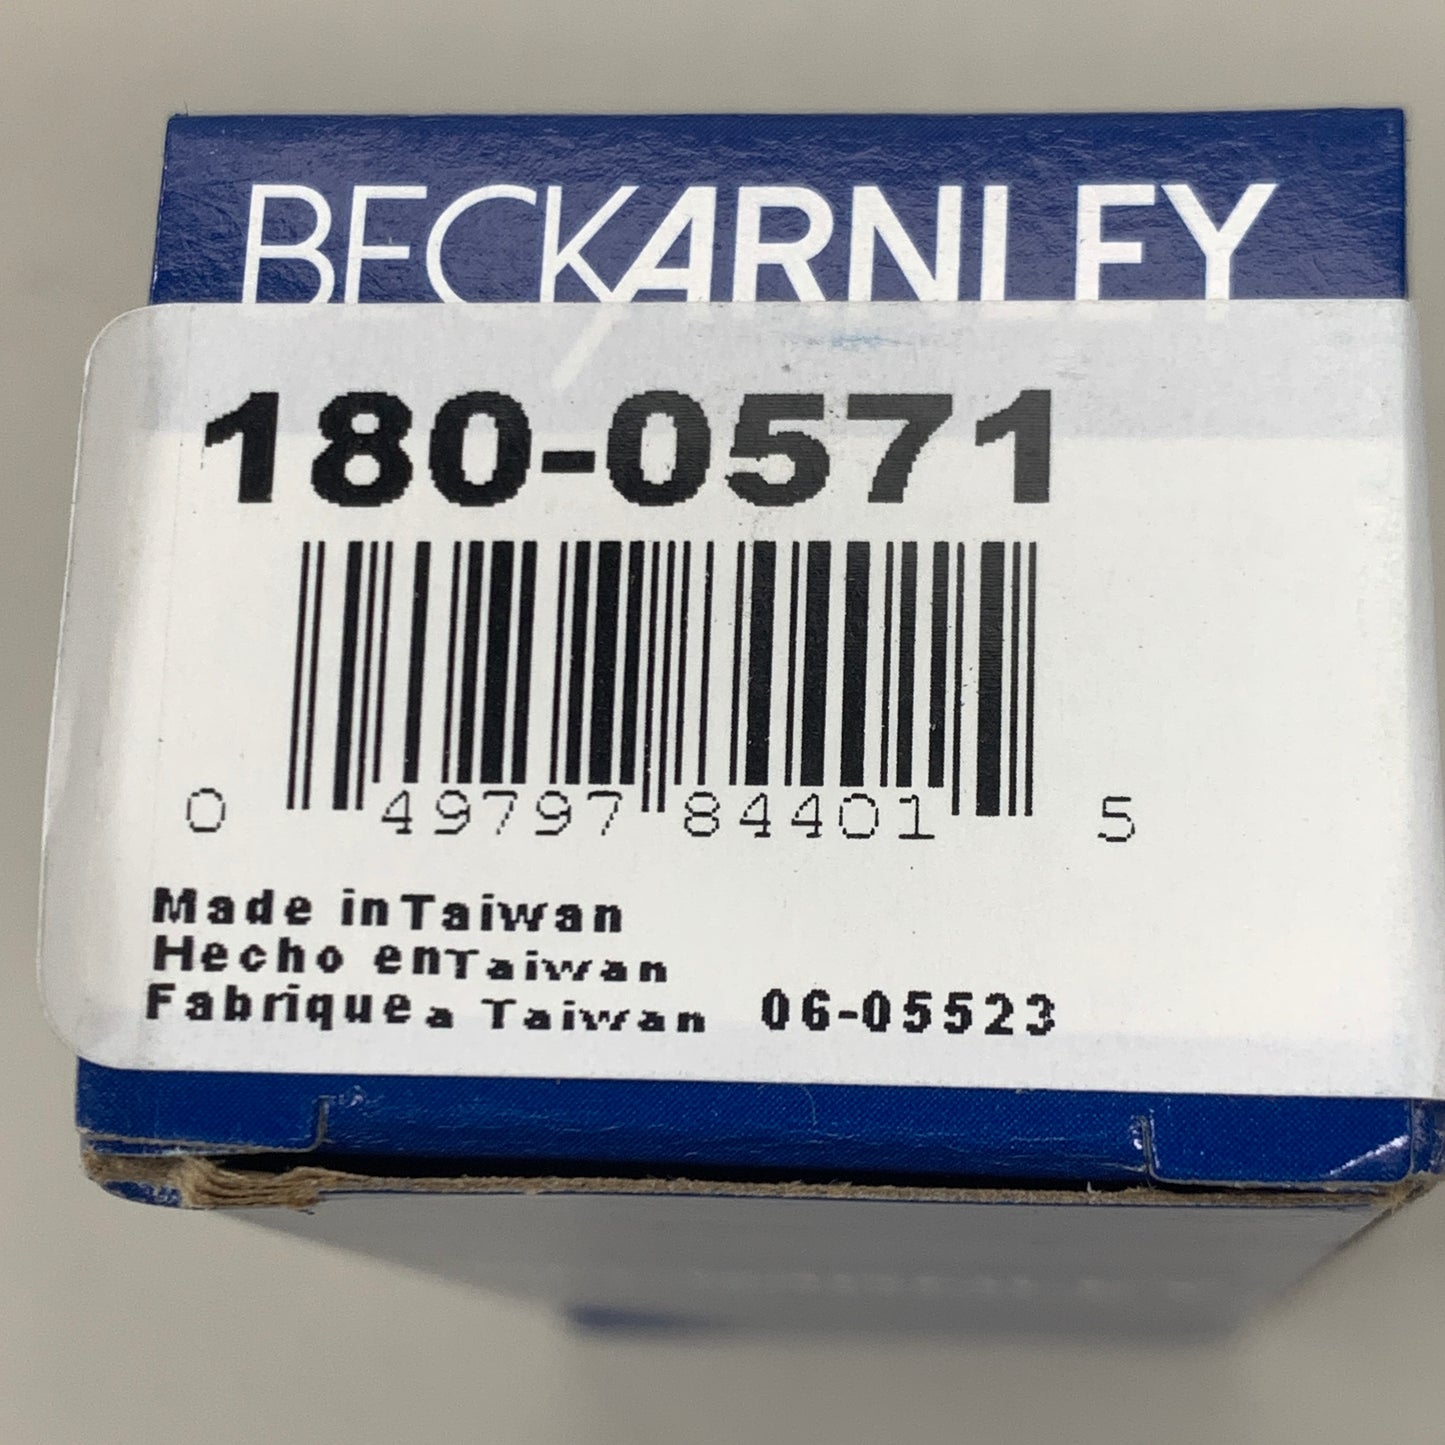 BECKARNLEY
180-0571
0 49797 84401 5
Made in Taiwan
Hecho en Taiwan
Fabrique a Taiwan 06-05523